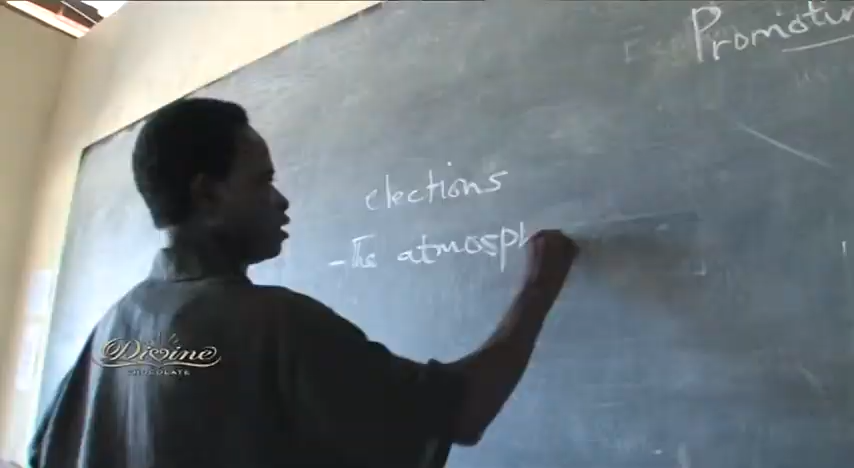 Promotin
elections
- The atmosph
Divine
CHOCOLATE